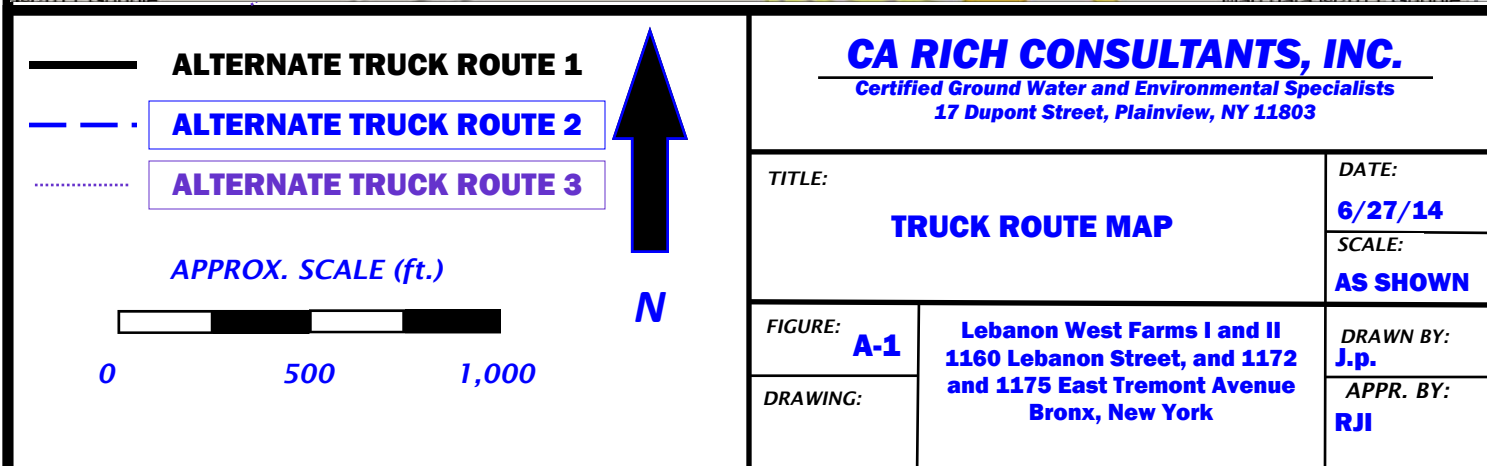 ALTERNATE TRUCK ROUTE 1
ALTERNATE TRUCK ROUTE 2
ALTERNATE TRUCK ROUTE 3
APPROX. SCALE (ft.)
0 500 1,000
N
CA RICH CONSULTANTS, INC.
Certified Ground Water and Environmental Specialists
17 Dupont Street, Plainview, NY 11803
TITLE:
TRUCK ROUTE MAP
DATE:
6/27/14
SCALE:
AS SHOWN
FIGURE:
A-1
DRAWING:
Lebanon West Farms I and II
1160 Lebanon Street, and 1172
and 1175 East Tremont Avenue
Bronx, New York
DRAWN BY:
J.p.
APPR. BY:
RJI